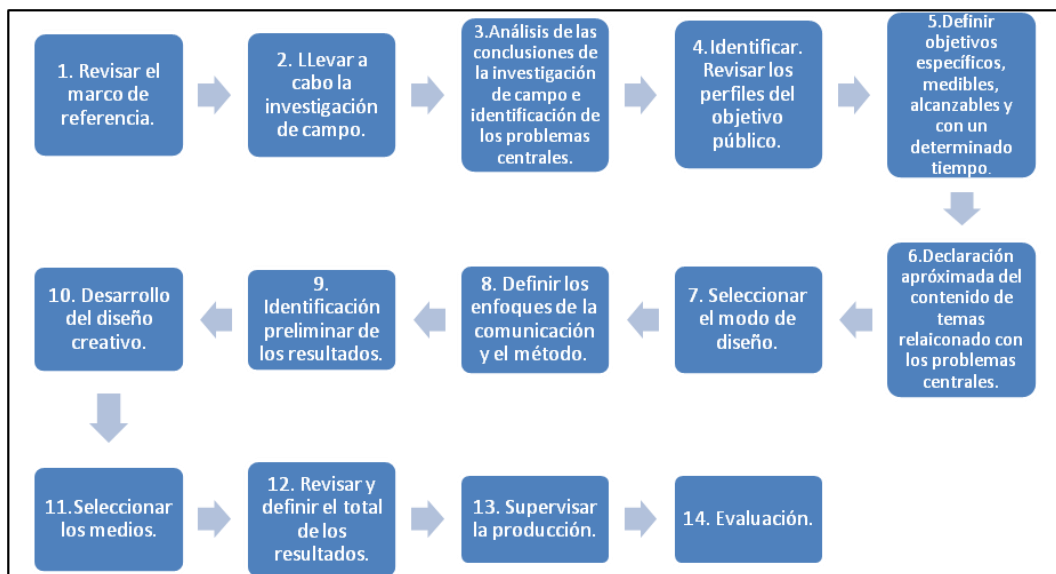 1. Revisar el
marco de
referencia.
2. LLevar a
cabo la
investigación
de campo.
3.Análisis de las
conclusiones de
la investigación
de campo e
identificación de
los problemas
centrales.
4.Identificar.
Revisar los
perfiles del
objetivo público.
5.Definir
objetivos
específicos,
medibles,
alcanzables y
con un
determinado
tiempo.
6.Declaración
apróximada del
contenido de
temas
relaiconado con
los problemas
centrales.
7. Seleccionar
el modo de
diseño.
8. Definir los
enfoques de la
comunicación
y el método.
9.
Identificación
preliminar de
los resultados.
10. Desarrollo
del diseño
creativo.
11.Seleccionar
los medios.
12. Revisar y
definir el total
de los
resultados.
13. Supervisar
la producción.
14. Evaluación.